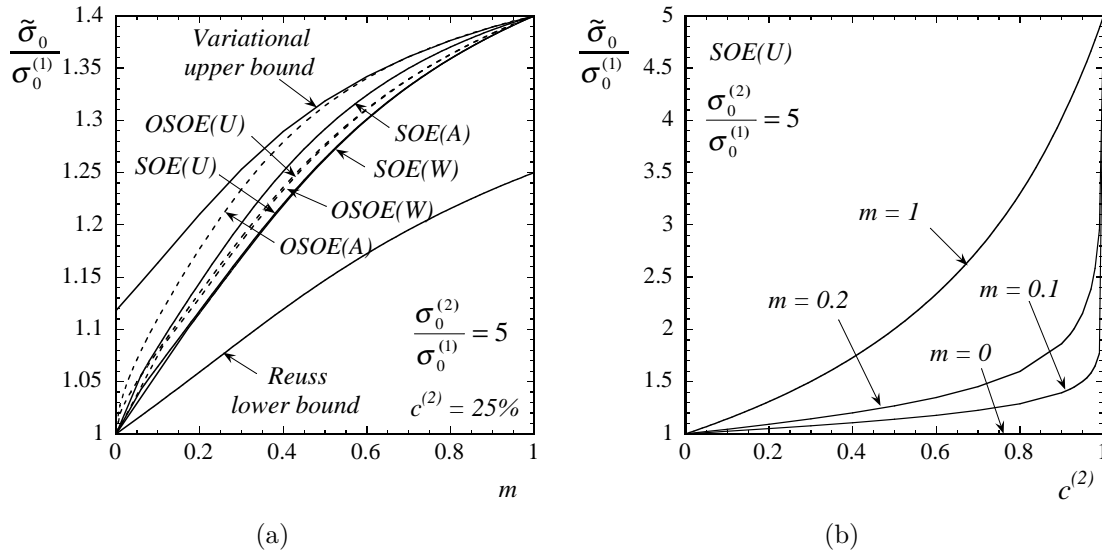 σ̃₀
σ₀⁽¹⁾
1.4
1.35
1.3
1.25
1.2
1.15
1.1
1.05
1
0
0.2
0.4
0.6
0.8
1
m
Variational
upper bound
OSOE(U)
SOE(U)
SOE(A)
SOE(W)
OSOE(W)
OSOE(A)
Reuss
lower bound
σ₀⁽²⁾
σ₀⁽¹⁾ = 5
c⁽²⁾ = 25%
(a)
σ̃₀
σ₀⁽¹⁾
5
4.5
4
3.5
3
2.5
2
1.5
1
0
0.2
0.4
0.6
0.8
1
c⁽²⁾
SOE(U)
σ₀⁽²⁾
σ₀⁽¹⁾ = 5
m = 1
m = 0.2
m = 0.1
m = 0
(b)